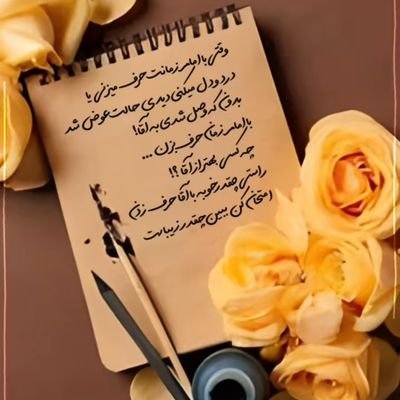 وقتی با امام زمانت حرف میزنی یا
درد و دل میکنی دیدی حالت عوض شد
بدون که وصل شدی به آقا!
با امام زمان حرف بزن ...
چه کسی بهتر از آقا ؟!
راستی چقدر خوبه با آقا حرف زدن
امتحان کن ببین چقدر زیباست